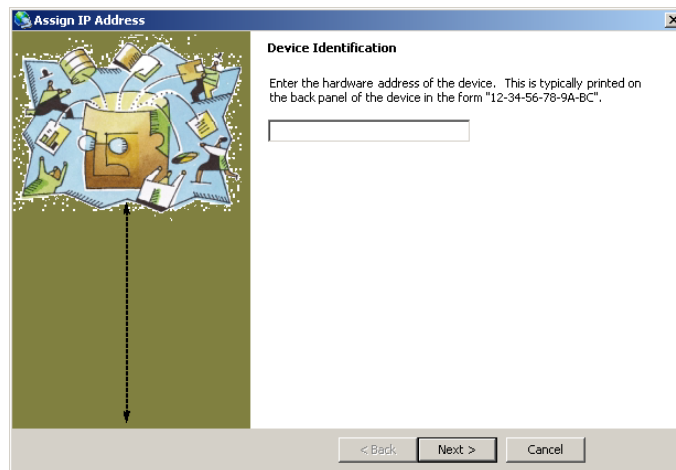 Assign IP Address
Device Identification
Enter the hardware address of the device. This is typically printed on
the back panel of the device in the form "12-34-56-78-9A-BC".
< Back
Next >
Cancel